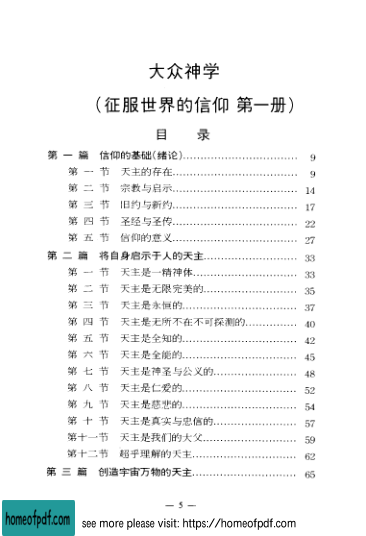 大众神学
（征服世界的信仰 第一册）
目 录
第 一 篇 信仰的基础(绪论)……………………………… 9
第 一 节 天主的存在……………………………… 9
第 二 节 宗教与启示……………………………… 14
第 三 节 旧约与新约……………………………… 17
第 四 节 圣经与圣传……………………………… 22
第 五 节 信仰的意义……………………………… 27
第 二 篇 将自身启示于人的天主……………………… 33
第 一 节 天主是一精神体………………………… 33
第 二 节 天主是无限完美的……………………… 35
第 三 节 天主是永恒的…………………………… 37
第 四 节 天主是无所不在不可探测的…………… 40
第 五 节 天主是全知的…………………………… 42
第 六 节 天主是全能的…………………………… 45
第 七 节 天主是神圣与公义的…………………… 48
第 八 节 天主是仁爱的…………………………… 52
第 九 节 天主是慈悲的…………………………… 54
第 十 节 天主是真实与忠信的…………………… 57
第十一节 天主是我们的大父……………………… 59
第十二节 超乎理解的天主………………………… 62
第 三 篇 创造宇宙万物的天主………………………… 65
— 5 —
homeofpdf.com see more please visit: https://homeofpdf.com